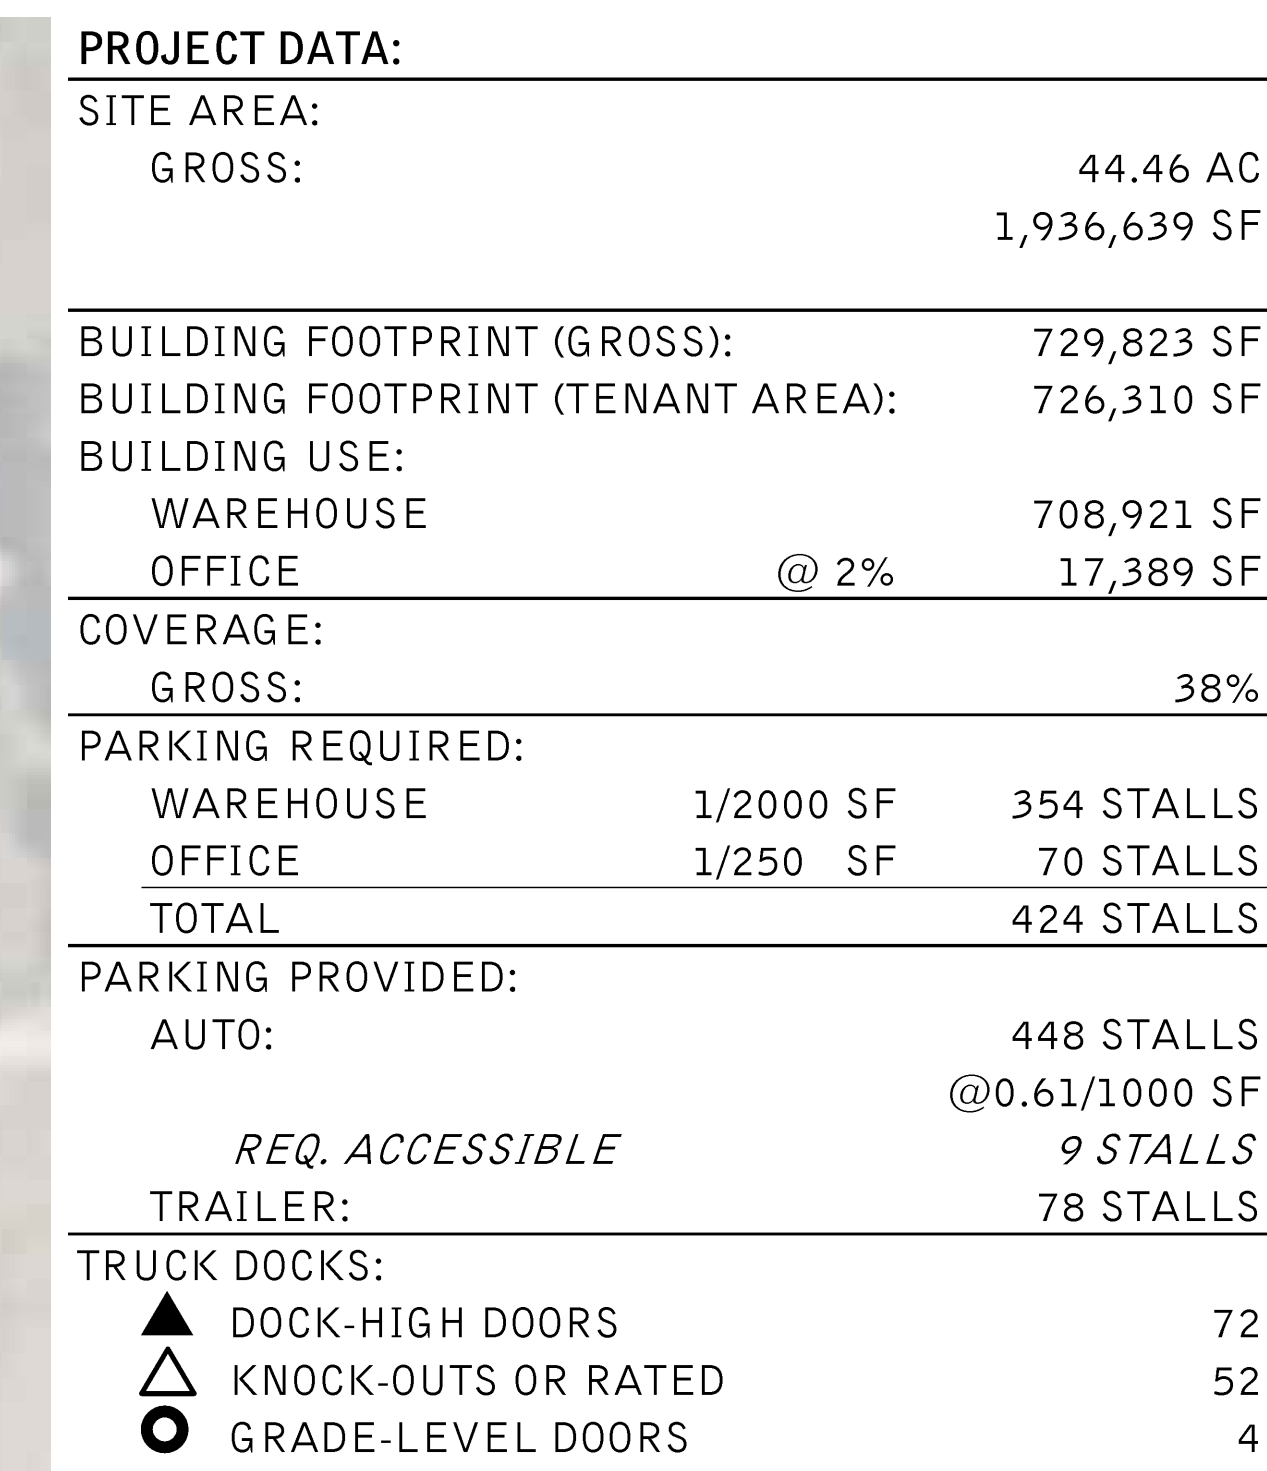 PROJECT DATA:
SITE AREA:
GROSS: 44.46 AC
1,936,639 SF
BUILDING FOOTPRINT (GROSS): 729,823 SF
BUILDING FOOTPRINT (TENANT AREA): 726,310 SF
BUILDING USE:
WAREHOUSE 708,921 SF
OFFICE @ 2% 17,389 SF
COVERAGE:
GROSS: 38%
PARKING REQUIRED:
WAREHOUSE 1/2000 SF 354 STALLS
OFFICE 1/250 SF 70 STALLS
TOTAL 424 STALLS
PARKING PROVIDED:
AUTO: 448 STALLS
@0.61/1000 SF
REQ. ACCESSIBLE 9 STALLS
TRAILER: 78 STALLS
TRUCK DOCKS:
DOCK-HIGH DOORS 72
KNOCK-OUTS OR RATED 52
GRADE-LEVEL DOORS 4